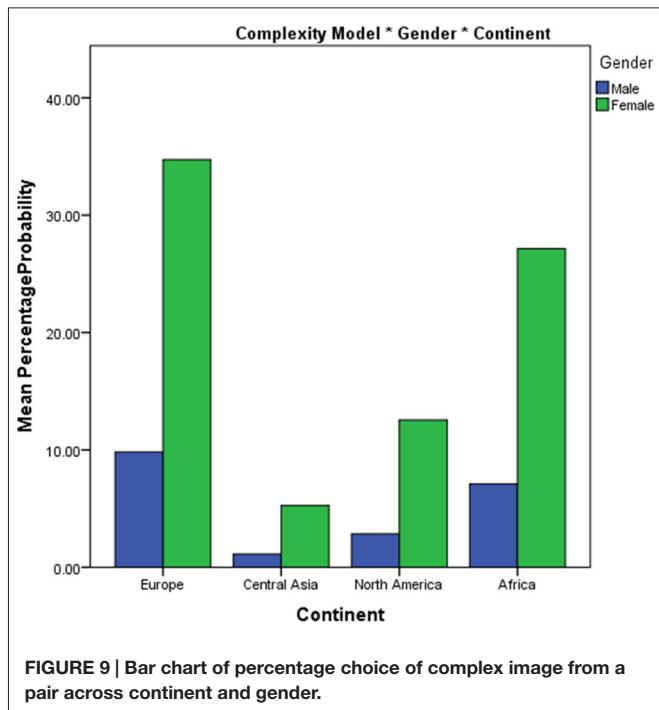 Complexity Model * Gender * Continent
Gender
Male
Female
40.00
30.00
20.00
10.00
0.00
Mean PercentageProbability
Europe
Central Asia
North America
Africa
Continent
FIGURE 9 | Bar chart of percentage choice of complex image from a
pair across continent and gender.